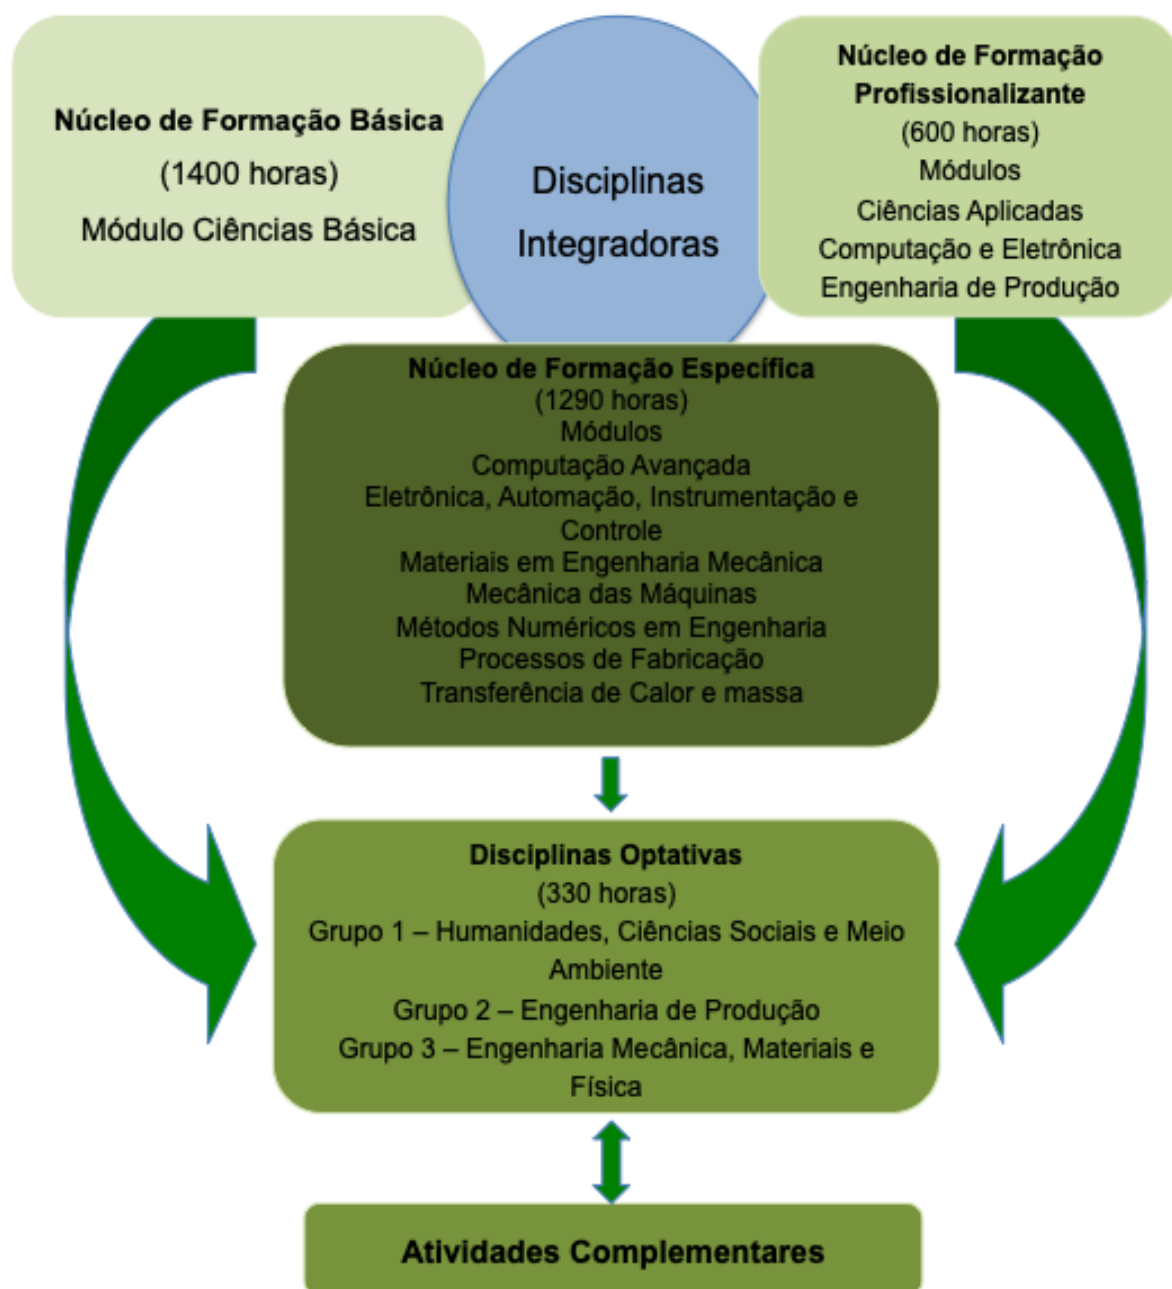 Núcleo de Formação Básica
(1400 horas)
Módulo Ciências Básica
Disciplinas
Integradoras
Núcleo de Formação
Profissionalizante
(600 horas)
Módulos
Ciências Aplicadas
Computação e Eletrônica
Engenharia de Produção
Núcleo de Formação Específica
(1290 horas)
Módulos
Computação Avançada
Eletrônica, Automação, Instrumentação e
Controle
Materiais em Engenharia Mecânica
Mecânica das Máquinas
Métodos Numéricos em Engenharia
Processos de Fabricação
Transferência de Calor e massa
Disciplinas Optativas
(330 horas)
Grupo 1 – Humanidades, Ciências Sociais e Meio
Ambiente
Grupo 2 – Engenharia de Produção
Grupo 3 – Engenharia Mecânica, Materiais e
Física
Atividades Complementares